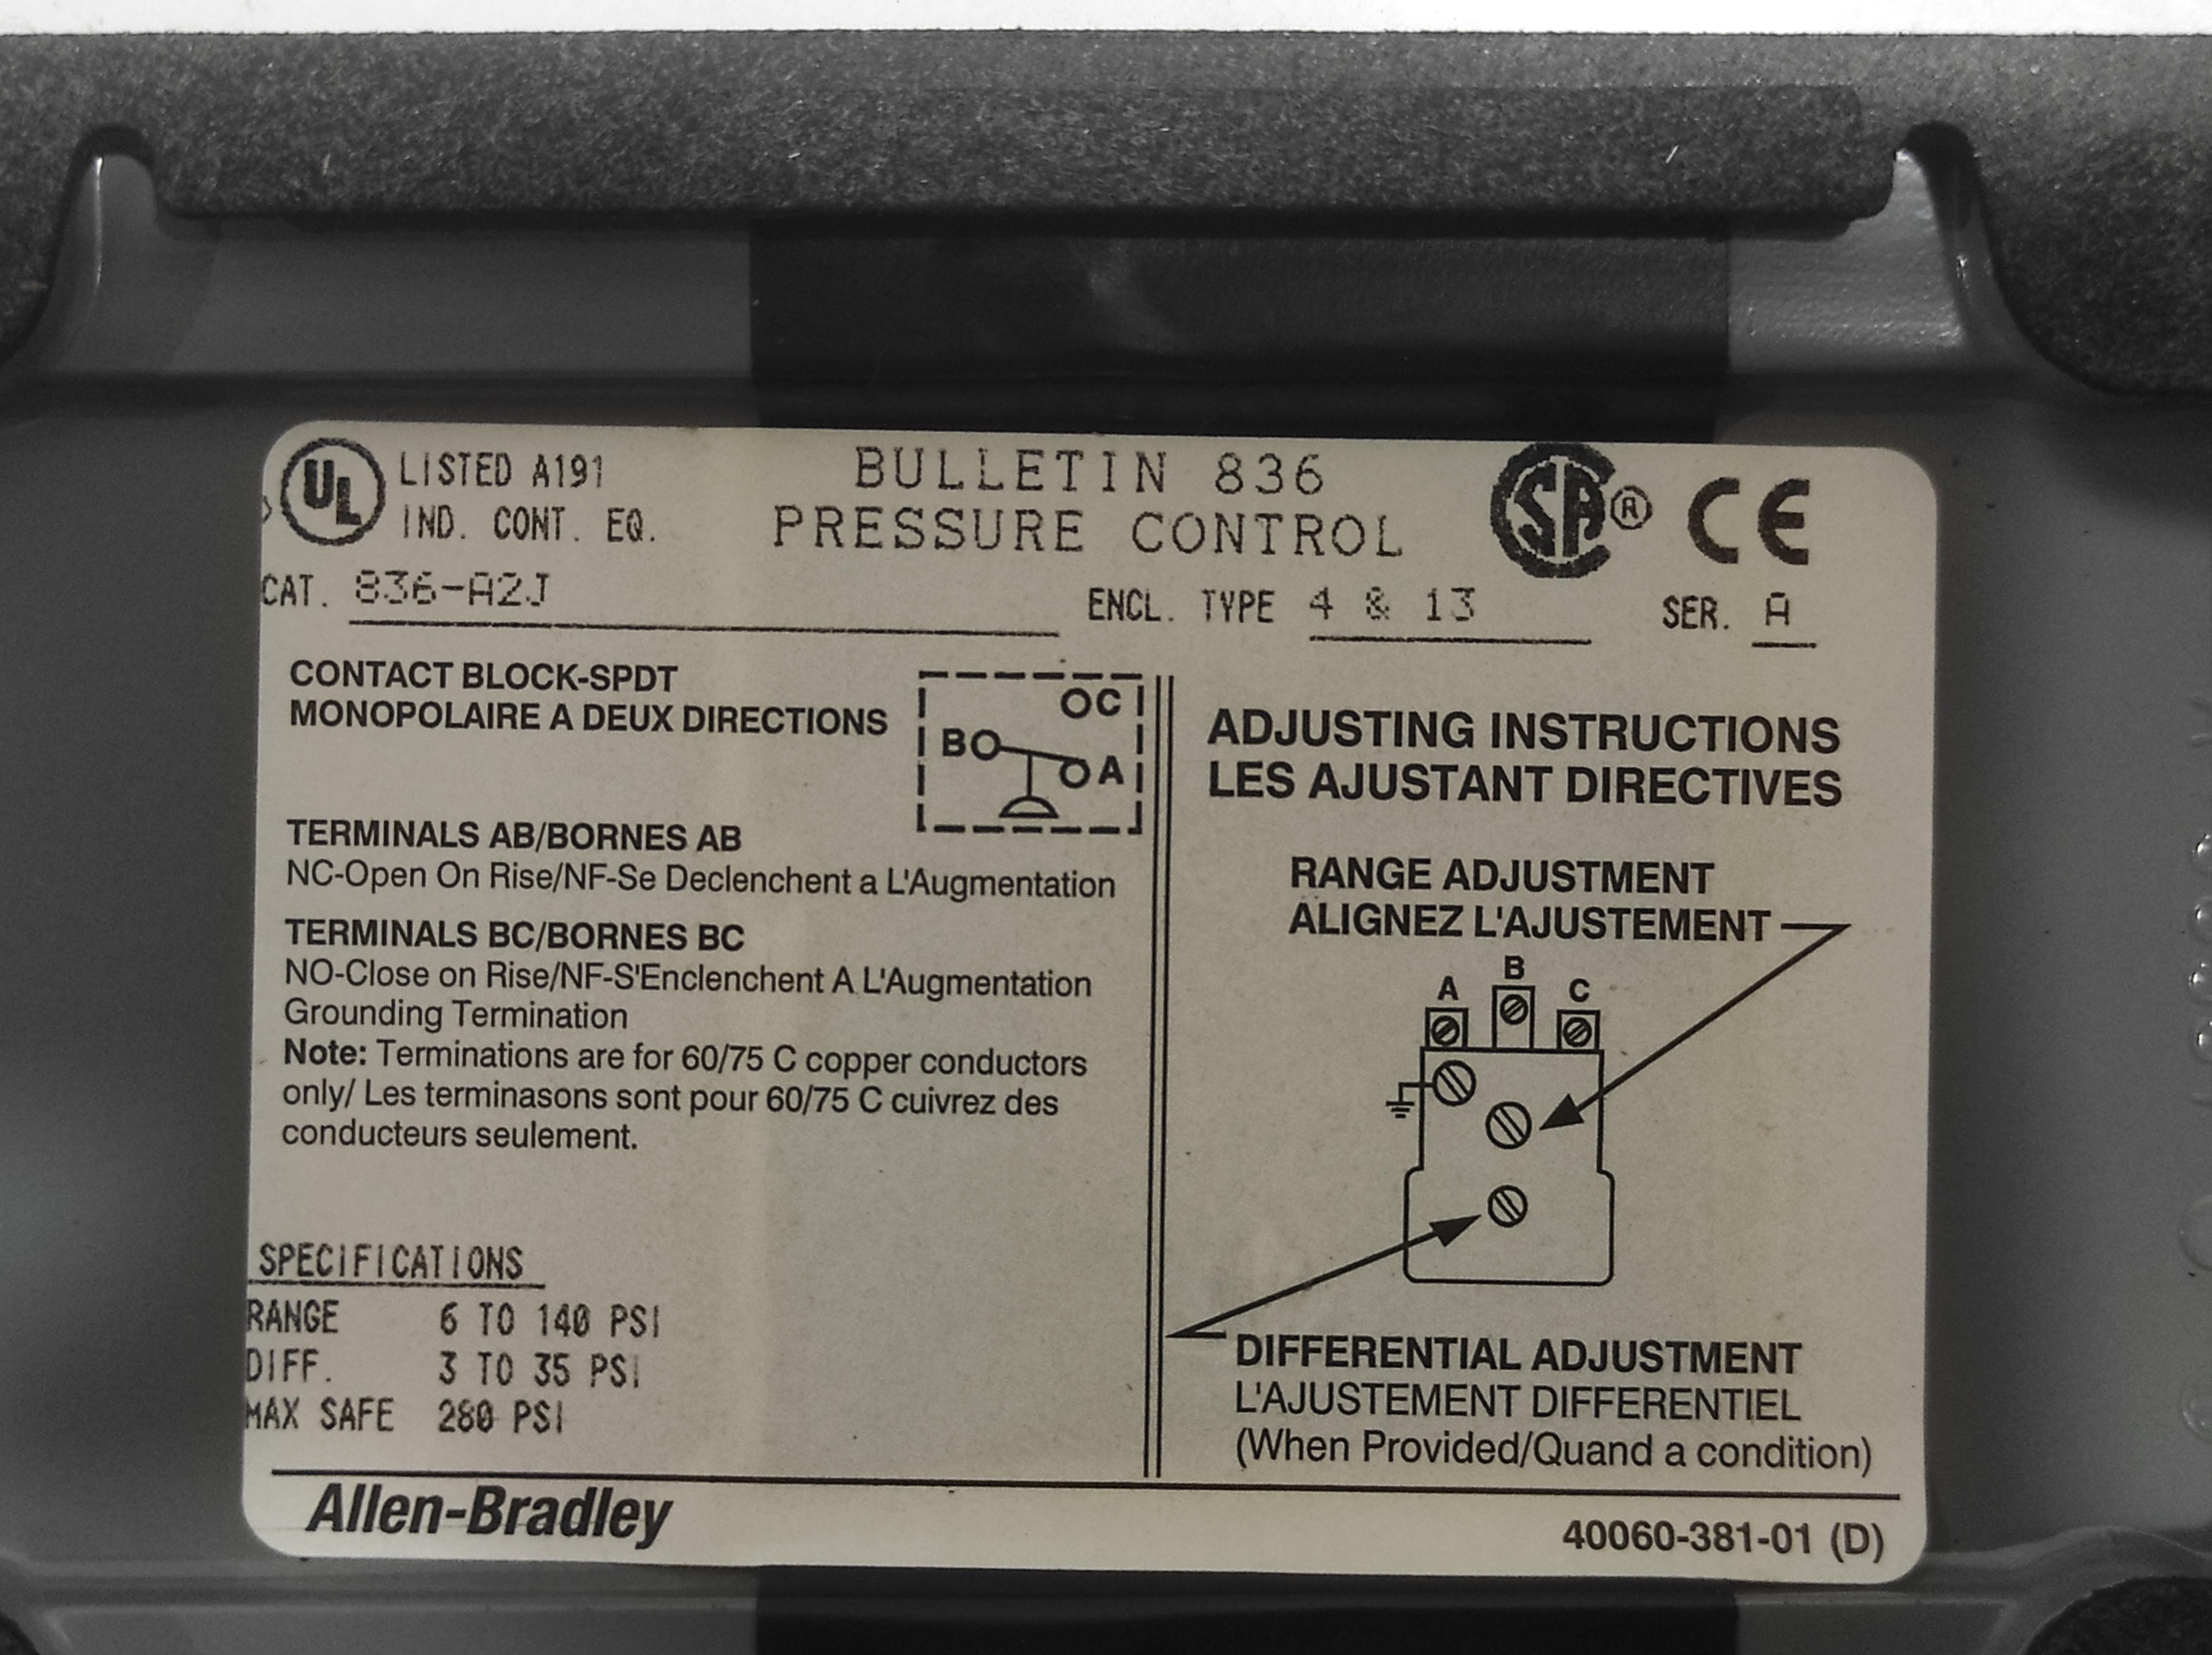 UL LISTED A191
IND. CONT. EQ.
BULLETIN 836
PRESSURE CONTROL
SA ® CE
CAT. 836-A2J
ENCL. TYPE 4 & 13
SER. A
CONTACT BLOCK-SPDT
MONOPOLAIRE A DEUX DIRECTIONS
C
B
A
TERMINALS AB/BORNES AB
NC-Open On Rise/NF-Se Declenchent a L'Augmentation
TERMINALS BC/BORNES BC
NO-Close on Rise/NF-S'Enclenchent A L'Augmentation
Grounding Termination
Note: Terminations are for 60/75 C copper conductors
only/ Les terminasons sont pour 60/75 C cuivrez des
conducteurs seulement.
SPECIFICATIONS
RANGE 6 TO 140 PSI
DIFF. 3 TO 35 PSI
MAX SAFE 280 PSI
ADJUSTING INSTRUCTIONS
LES AJUSTANT DIRECTIVES
RANGE ADJUSTMENT
ALIGNEZ L'AJUSTEMENT
A B C
DIFFERENTIAL ADJUSTMENT
L'AJUSTEMENT DIFFERENTIEL
(When Provided/Quand a condition)
Allen-Bradley
40060-381-01 (D)